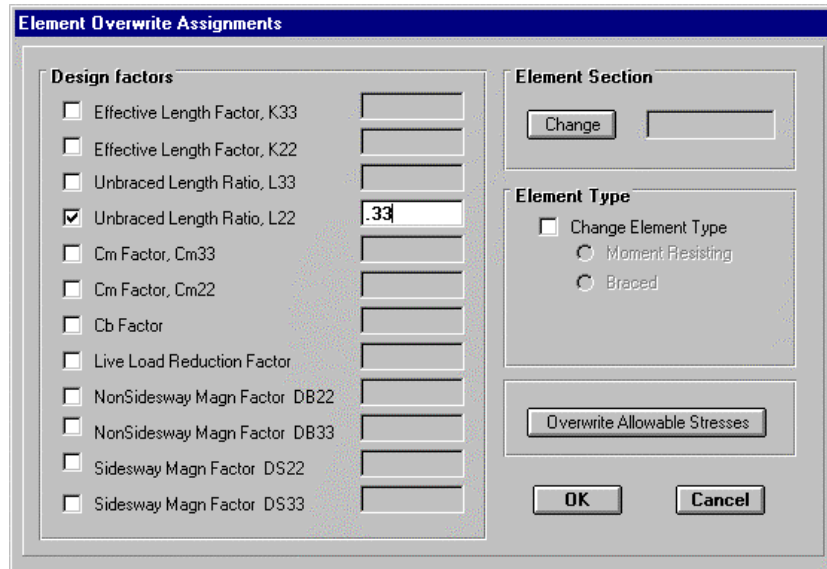 Element Overwrite Assignments
Design factors
Effective Length Factor, K33
Effective Length Factor, K22
Unbraced Length Ratio, L33
Unbraced Length Ratio, L22 .33
Cm Factor, Cm33
Cm Factor, Cm22
Cb Factor
Live Load Reduction Factor
NonSidesway Magn Factor DB22
NonSidesway Magn Factor DB33
Sidesway Magn Factor DS22
Sidesway Magn Factor DS33
Element Section
Change
Element Type
Change Element Type
Moment Resisting
Braced
Overwrite Allowable Stresses
OK Cancel